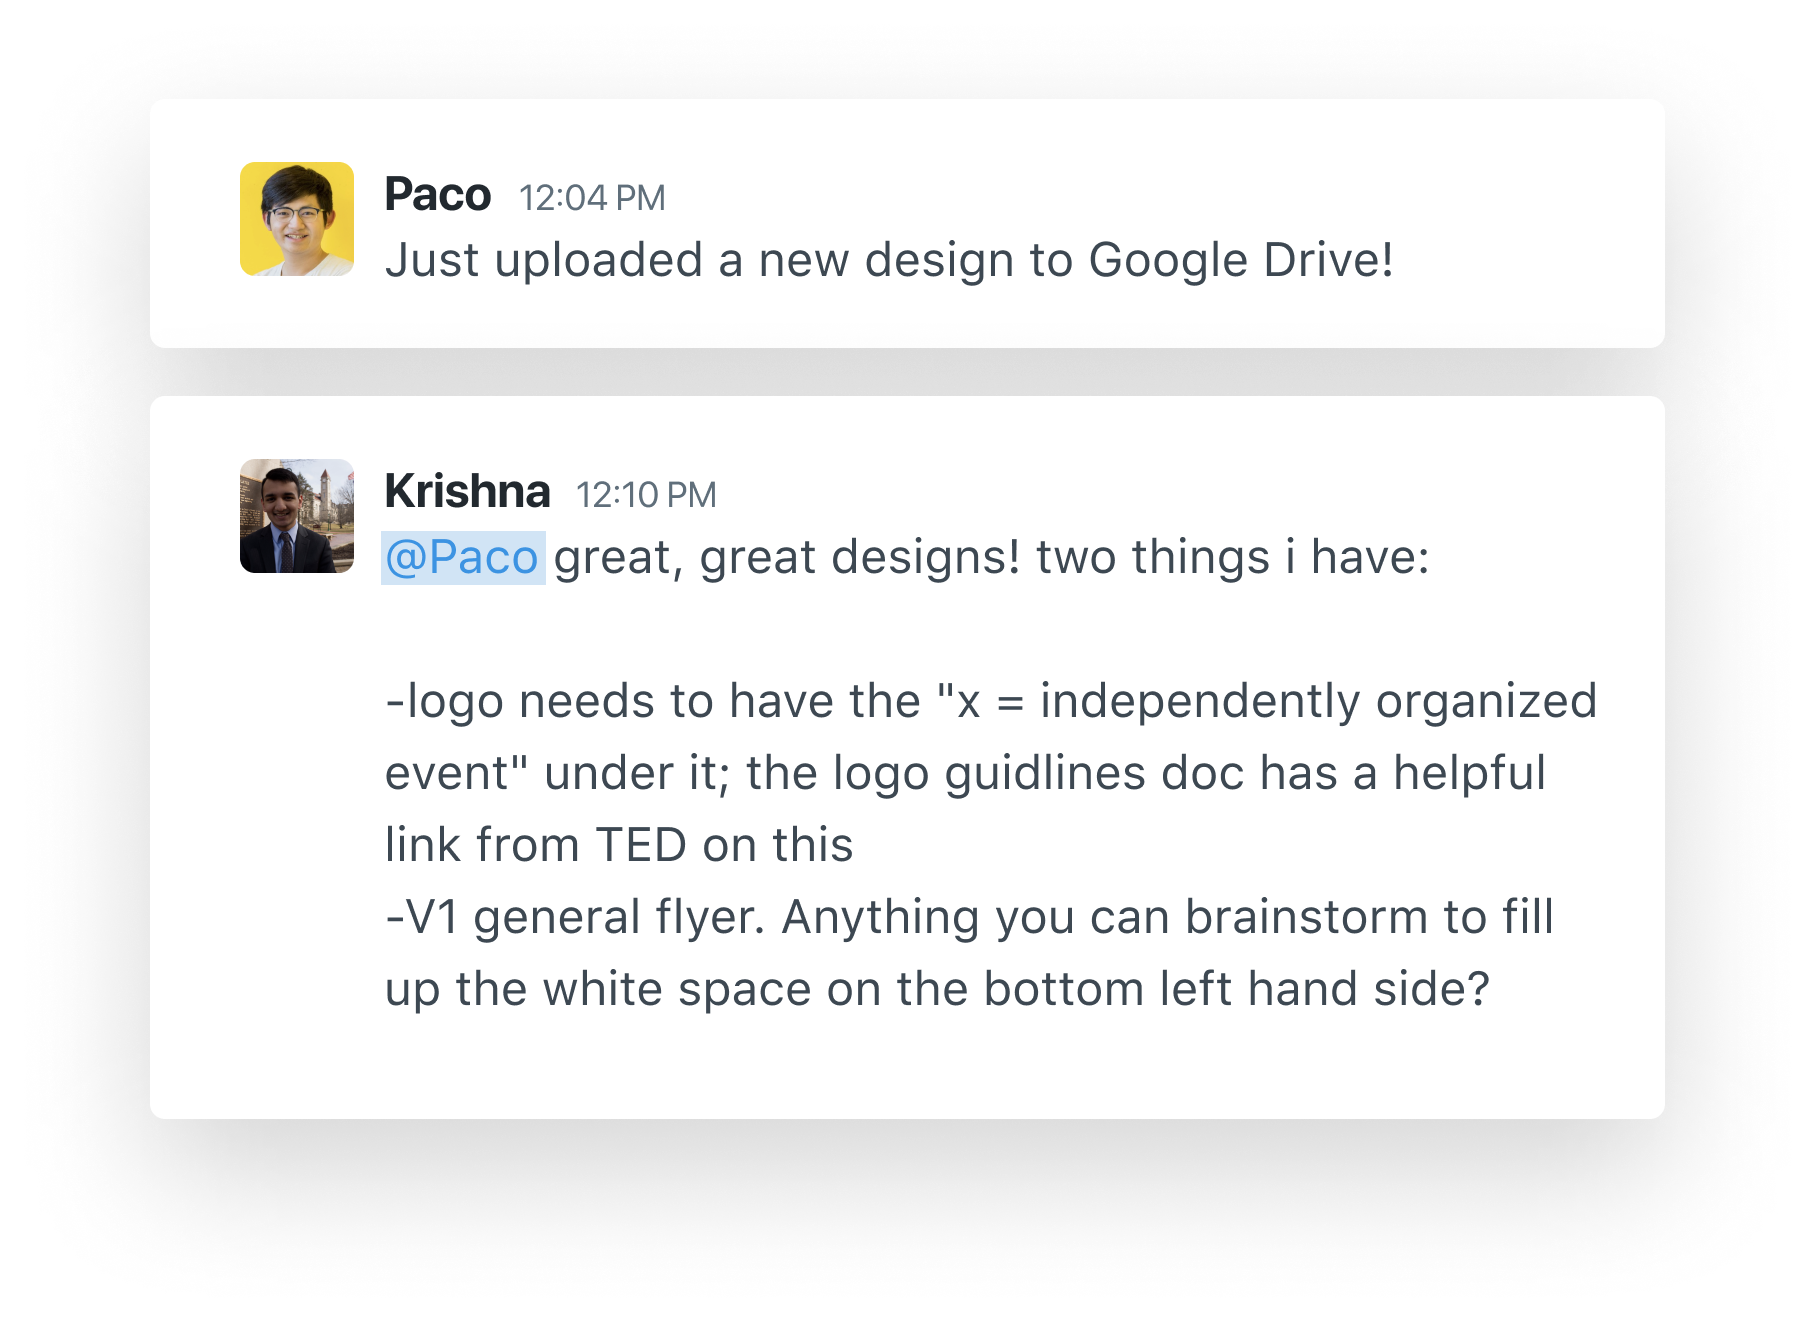 Paco 12:04 PM
Just uploaded a new design to Google Drive!
Krishna 12:10 PM
@Paco great, great designs! two things i have:
-logo needs to have the "x = independently organized
event" under it; the logo guidlines doc has a helpful
link from TED on this
-V1 general flyer. Anything you can brainstorm to fill
up the white space on the bottom left hand side?